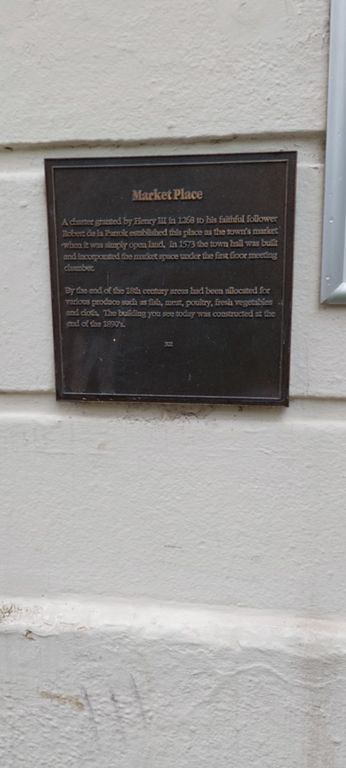 Market Place
A charter granted by Henry III in 1268 to his faithful follower
Robert de la Parrok established this place as the town's market
when it was simply open land. In 1573 the town hall was built
and incorporated the market space under the first floor meeting
chamber.
By the end of the 18th century areas had been allocated for
various produce such as fish, meat, poultry, fresh vegetables
and cloth. The building you see today was constructed at the
end of the 1890's.